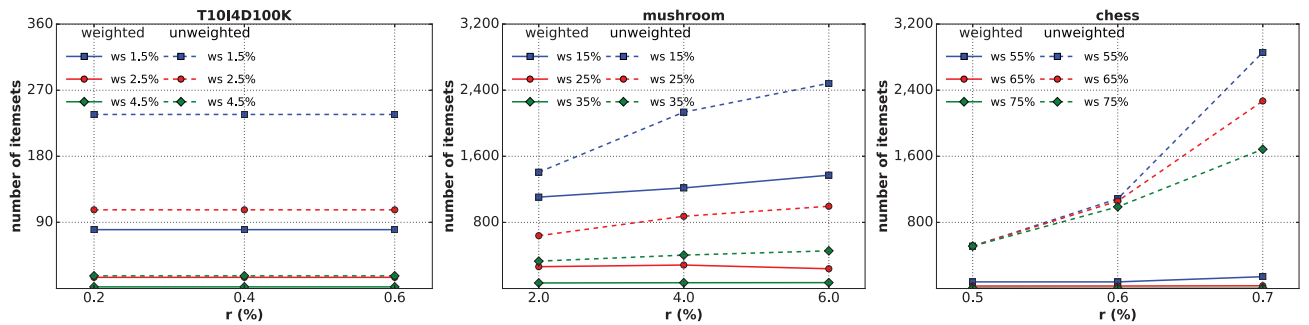 T10I4D100K
number of itemsets
360
270
180
90
weighted unweighted
ws 1.5% ws 1.5%
ws 2.5% ws 2.5%
ws 4.5% ws 4.5%
0.2 0.4 0.6
r (%)
mushroom
number of itemsets
3,200
2,400
1,600
800
weighted unweighted
ws 15% ws 15%
ws 25% ws 25%
ws 35% ws 35%
2.0 4.0 6.0
r (%)
chess
number of itemsets
3,200
2,400
1,600
800
weighted unweighted
ws 55% ws 55%
ws 65% ws 65%
ws 75% ws 75%
0.5 0.6 0.7
r (%)